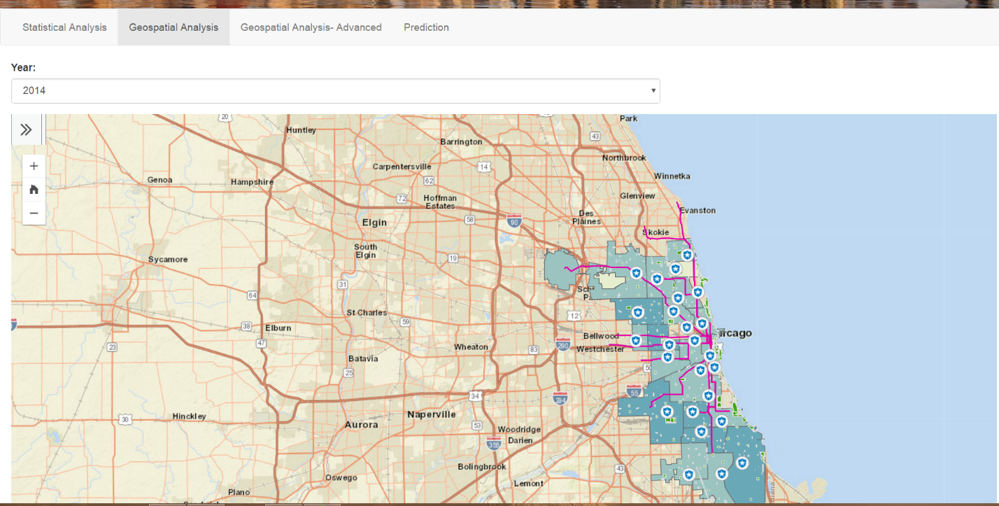 Statistical Analysis Geospatial Analysis Geospatial Analysis- Advanced Prediction
Year:
2014
20
Park
Huntley
43
Barrington
Northbrook
Carpentersville
14
Winnetka
Genoa
Hampshire
62
Glenview
72
Hoffman
Estates
Evanston
Des
Plaines
58
90
Elgin
Skokie
South
Elgin
19
Sycamore
31
64
St Charles
12
59
38
Elburn
Bellwood
47
23
Wheaton
83
290
Westchester
Batavia
25
55
34
294
Hinckley
30
Naperville
Aurora
53
Woodridge
Darien
355
Bolingbrook
43
Oswego
Lemont
Plano